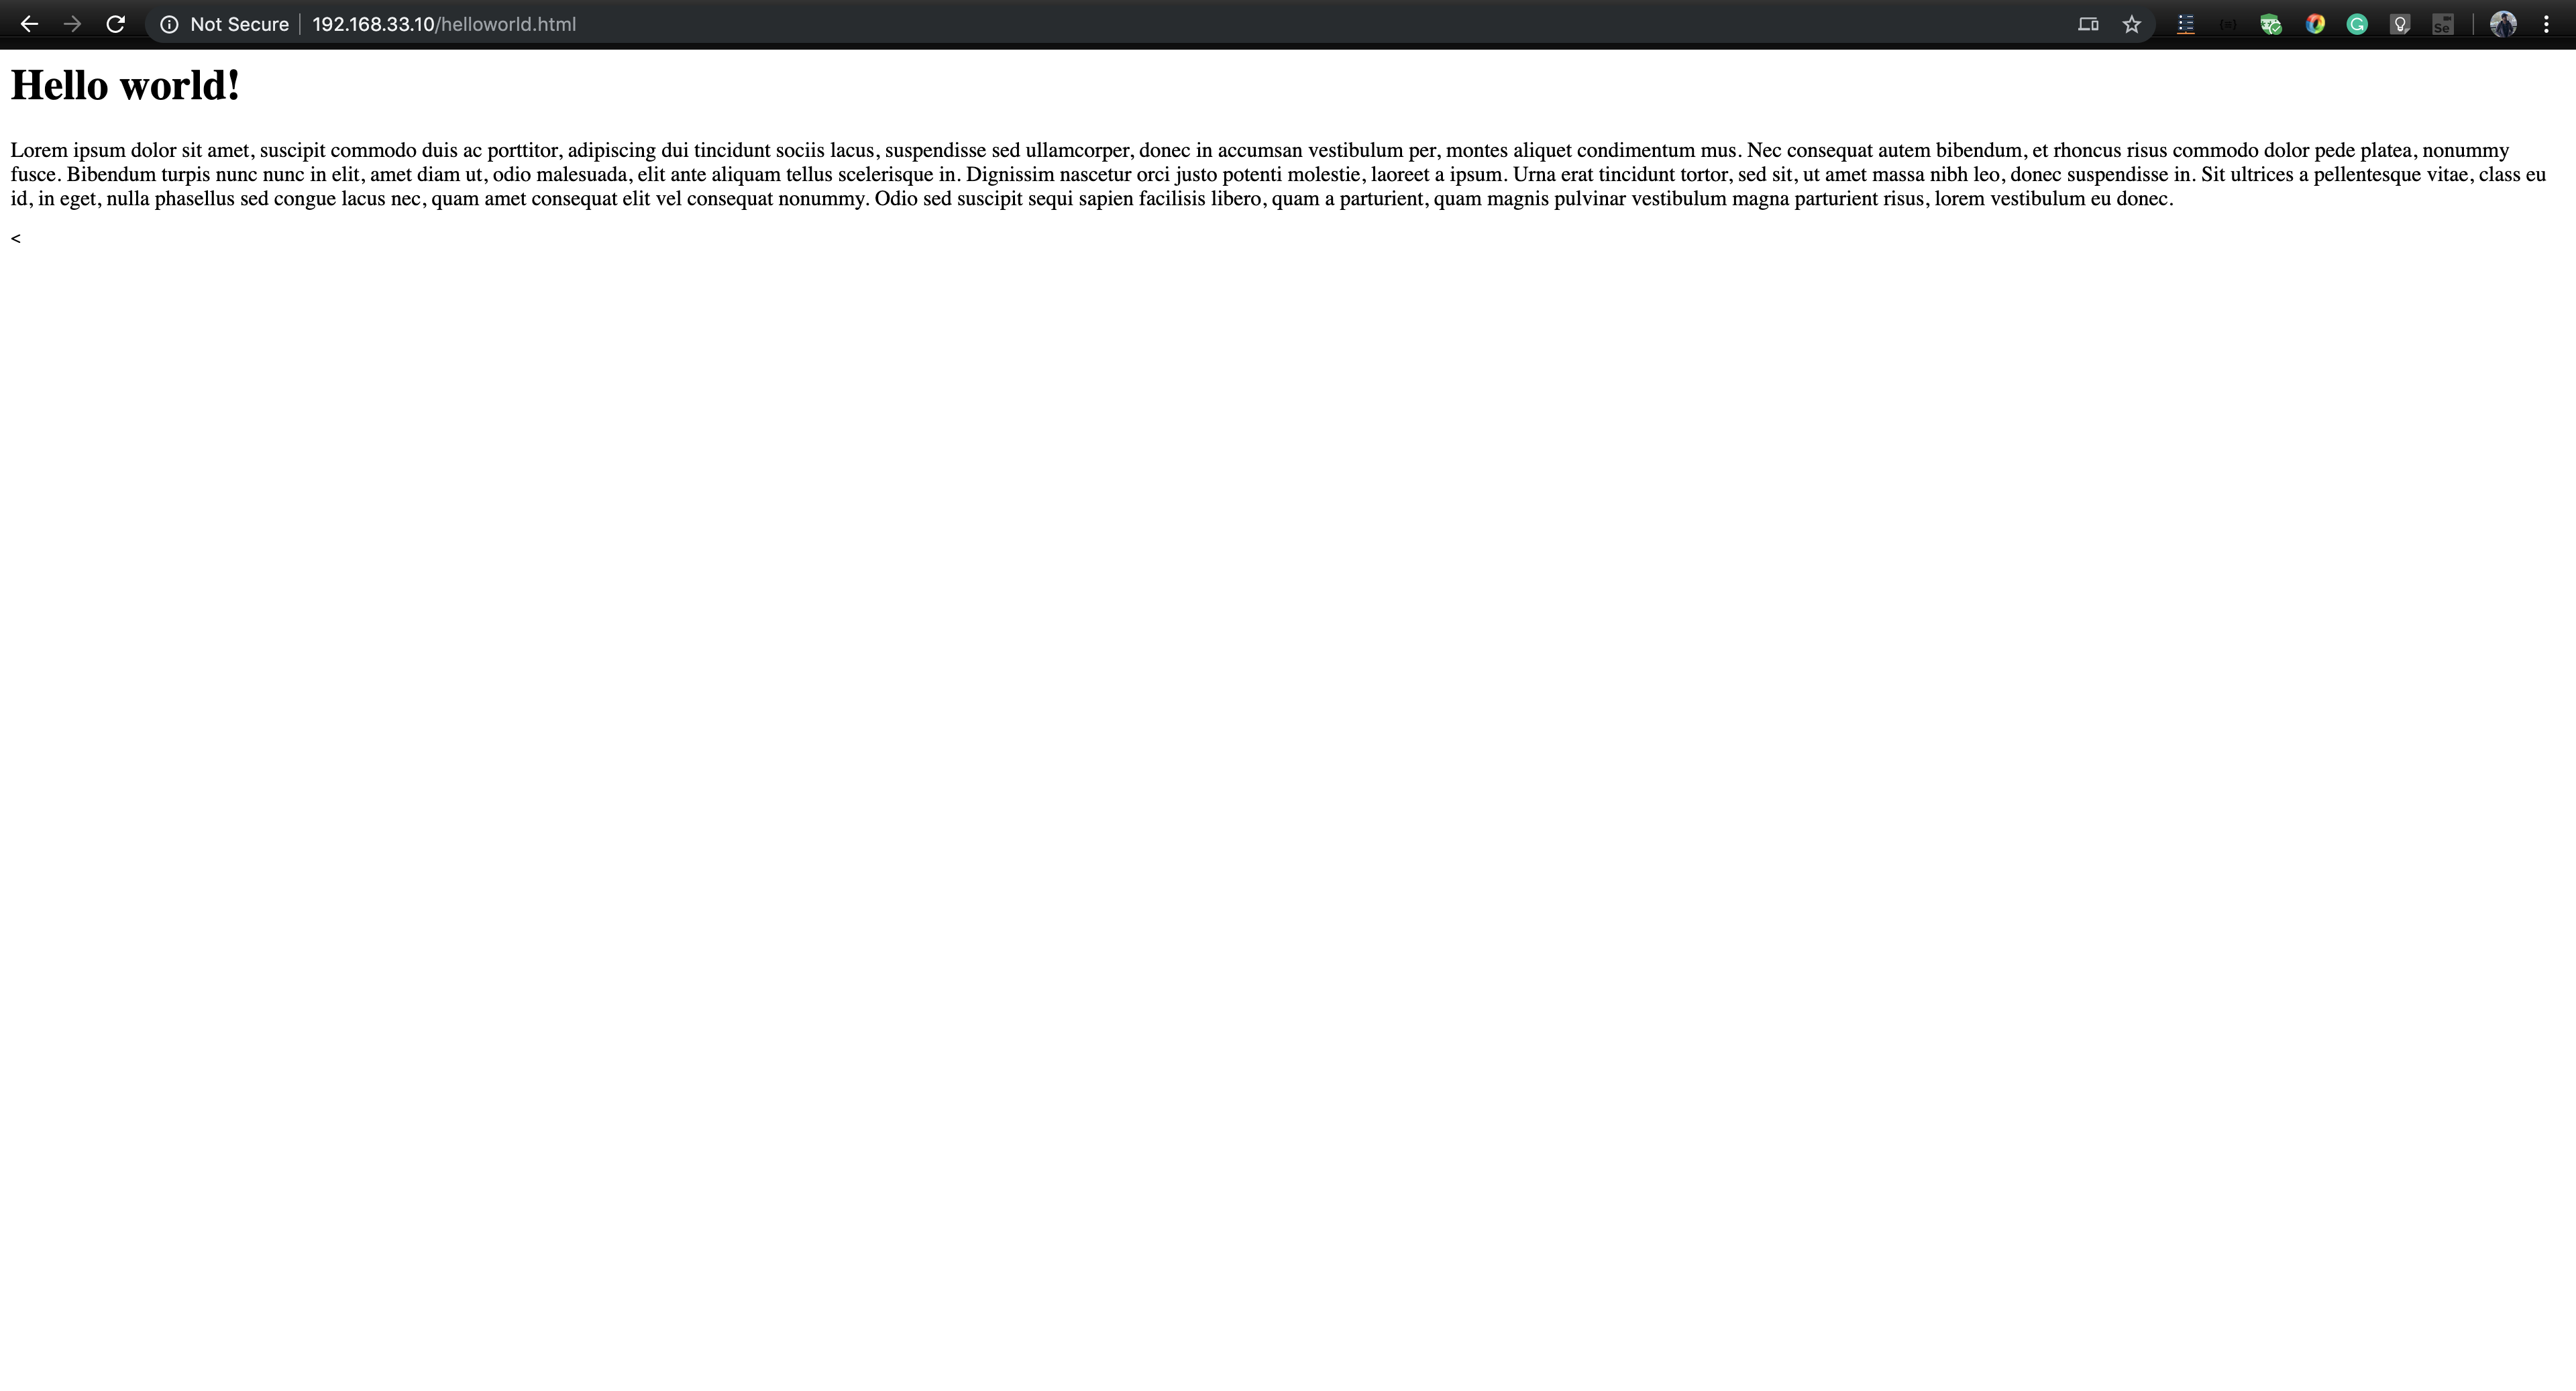 Not Secure 192.168.33.10/helloworld.html
Hello world!
Lorem ipsum dolor sit amet, suscipit commodo duis ac porttitor, adipiscing dui tincidunt sociis lacus, suspendisse sed ullamcorper, donec in accumsan vestibulum per, montes aliquet condimentum mus. Nec consequat autem bibendum, et rhoncus risus commodo dolor pede platea, nonummy
fusce. Bibendum turpis nunc nunc in elit, amet diam ut, odio malesuada, elit ante aliquam tellus scelerisque in. Dignissim nascetur orci justo potenti molestie, laoreet a ipsum. Urna erat tincidunt tortor, sed sit, ut amet massa nibh leo, donec suspendisse in. Sit ultrices a pellentesque vitae, class eu
id, in eget, nulla phasellus sed congue lacus nec, quam amet consequat elit vel consequat nonummy. Odio sed suscipit sequi sapien facilisis libero, quam a parturient, quam magnis pulvinar vestibulum magna parturient risus, lorem vestibulum eu donec.
<